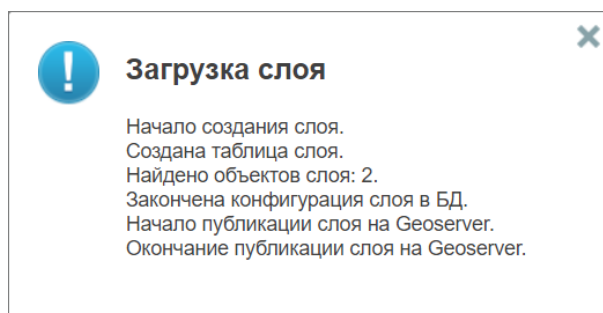 Загрузка слоя
Начало создания слоя.
Создана таблица слоя.
Найдено объектов слоя: 2.
Закончена конфигурация слоя в БД.
Начало публикации слоя на Geoserver.
Окончание публикации слоя на Geoserver.